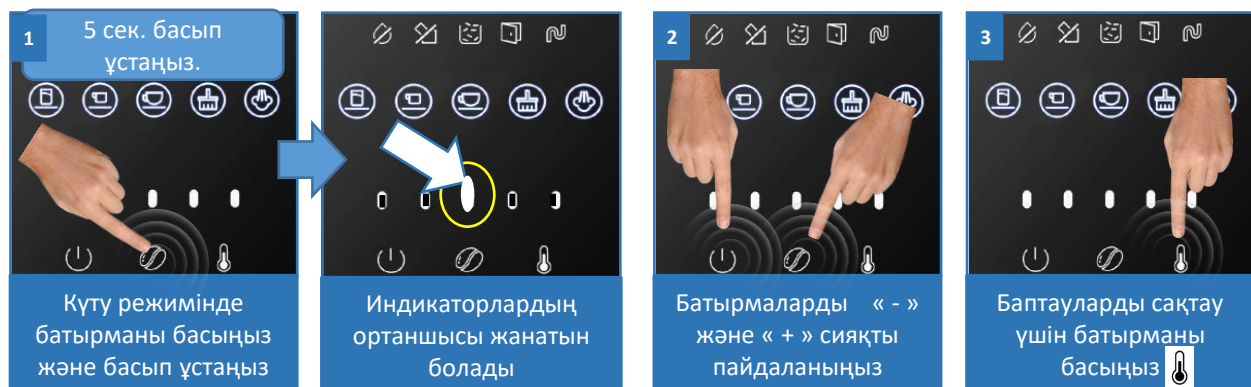 1
5 сек. басып
ұстаңыз.
Күту режимінде
батырманы басыңыз
және басып ұстаңыз
Индикаторлардың
ортаншысы жанатын
болады
2
Батырмаларды « - »
және « + » сияқты
пайдаланыңыз
3
Баптауларды сақтау
үшін батырманы
басыңыз